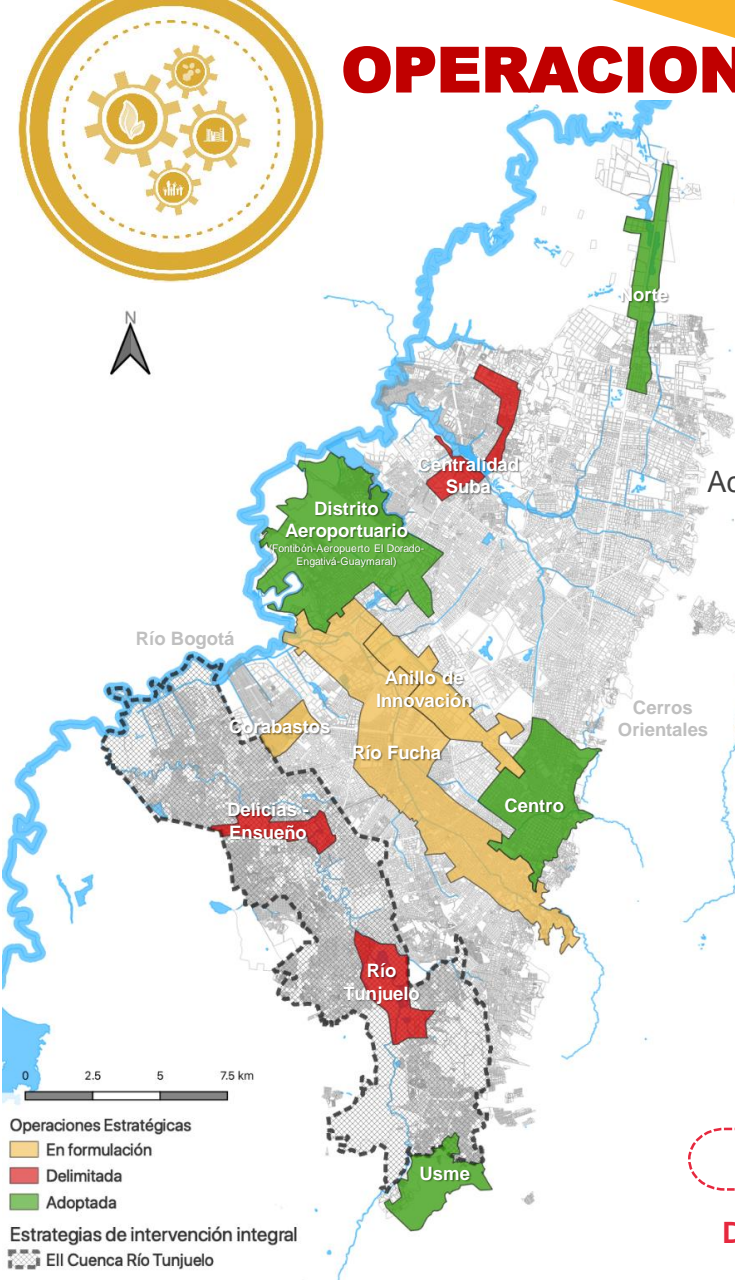 OPERACION
N
Norte
Centralidad
Suba
Ac
Distrito
Aeroportuario
(Fontibón-Aeropuerto El Dorado-
Engativá-Guaymaral)
Río Bogotá
Anillo de
Innovación
Cerros
Orientales
Corabastos
Río Fucha
Centro
Delicias -
Ensueño
Río
Tunjuelo
0 2.5 5 7.5 km
Operaciones Estratégicas
En formulación
Delimitada
Adoptada
Usme
Estrategias de intervención integral
EII Cuenca Río Tunjuelo
D